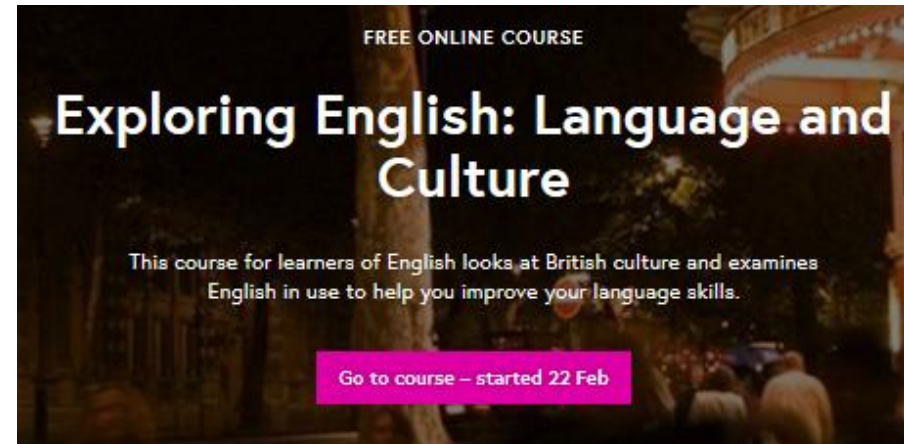 FREE ONLINE COURSE
Exploring English: Language and
Culture
This course for learners of English looks at British culture and examines
English in use to help you improve your language skills.
Go to course – started 22 Feb